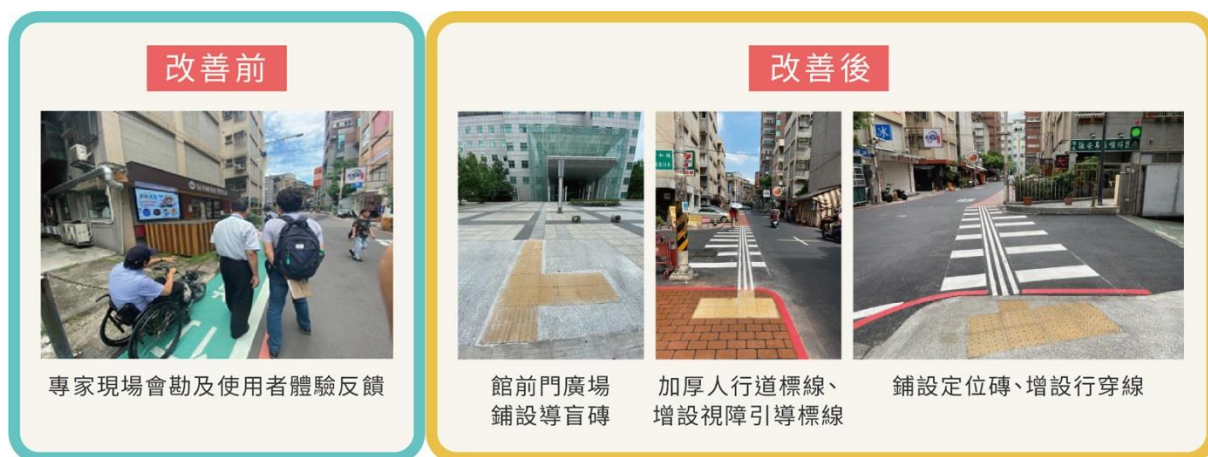 改善前
改善後
冰
專家現場會勘及使用者體驗反饋
館前門廣場
鋪設導盲磚
加厚人行道標線、
增設視障引導標線
鋪設定位磚、增設行穿線